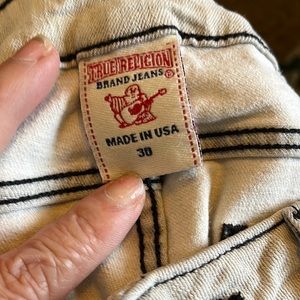 TRUE RELIGION
BRAND JEANS®
MADE IN USA
30